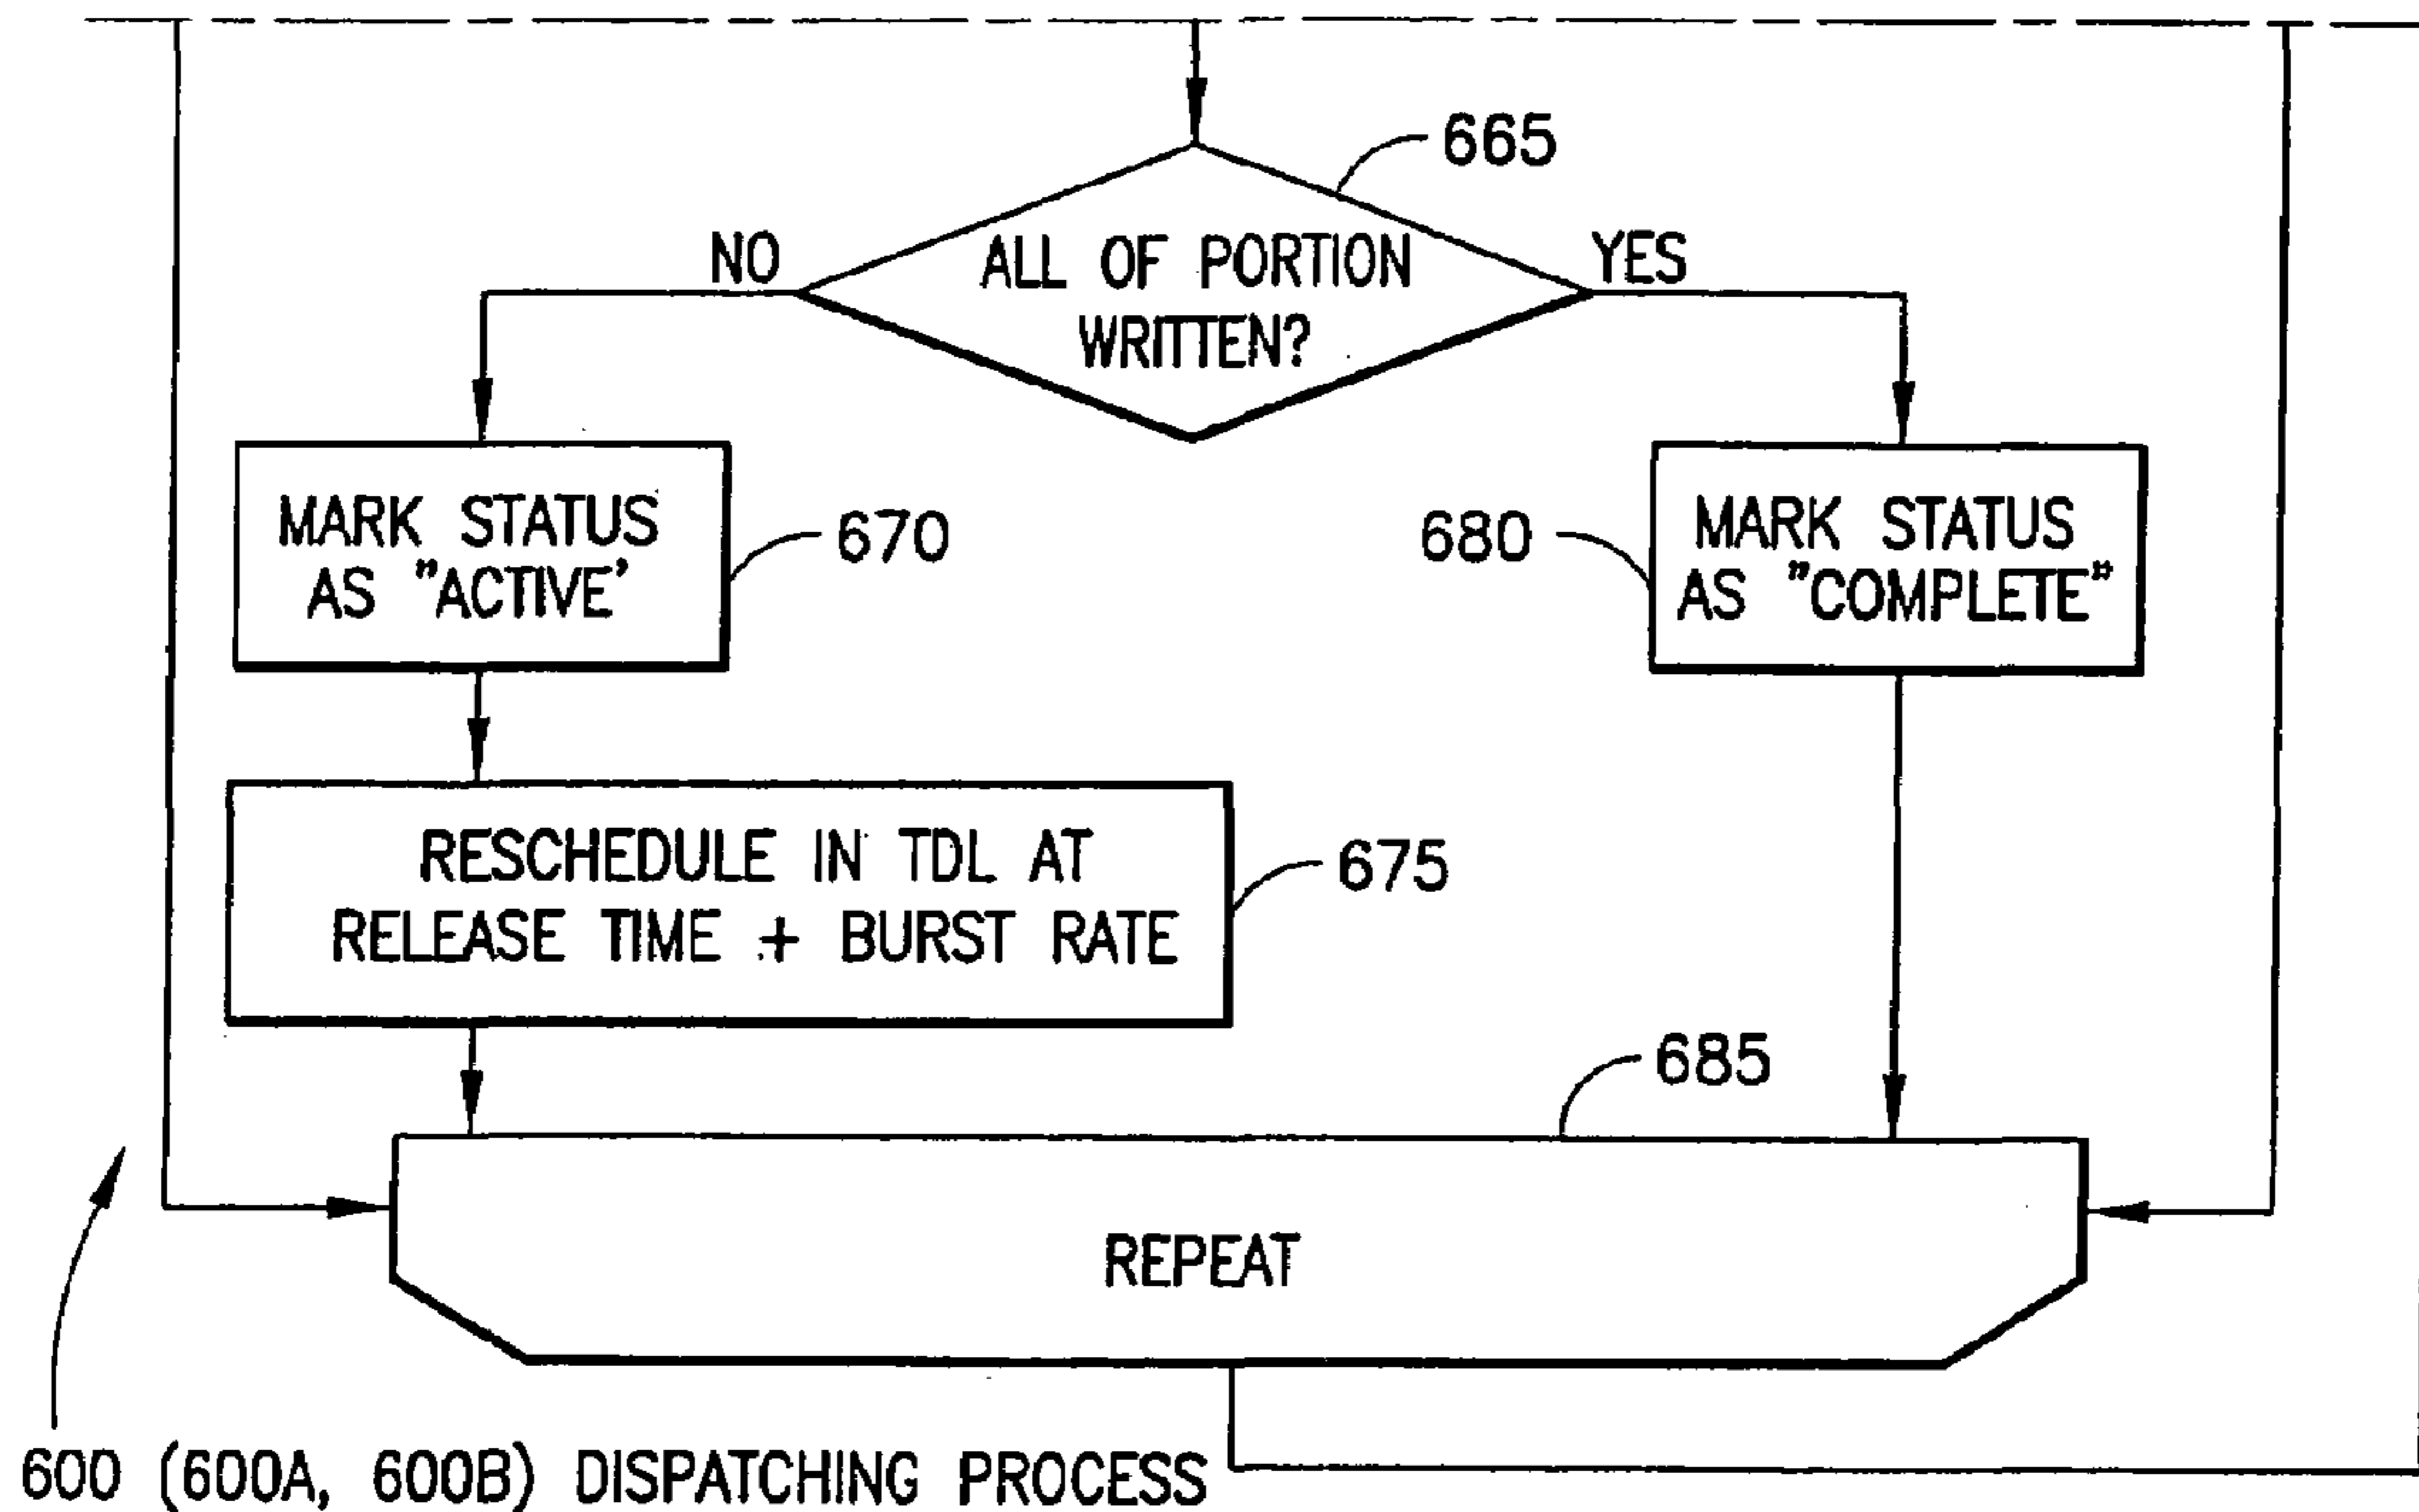 665
NO
ALL OF PORTION
WRITTEN?
YES
MARK STATUS
AS "ACTIVE'
670
680
MARK STATUS
AS "COMPLETE"
RESCHEDULE IN TDL AT
RELEASE TIME + BURST RATE
675
685
REPEAT
600 (600A, 600B) DISPATCHING PROCESS